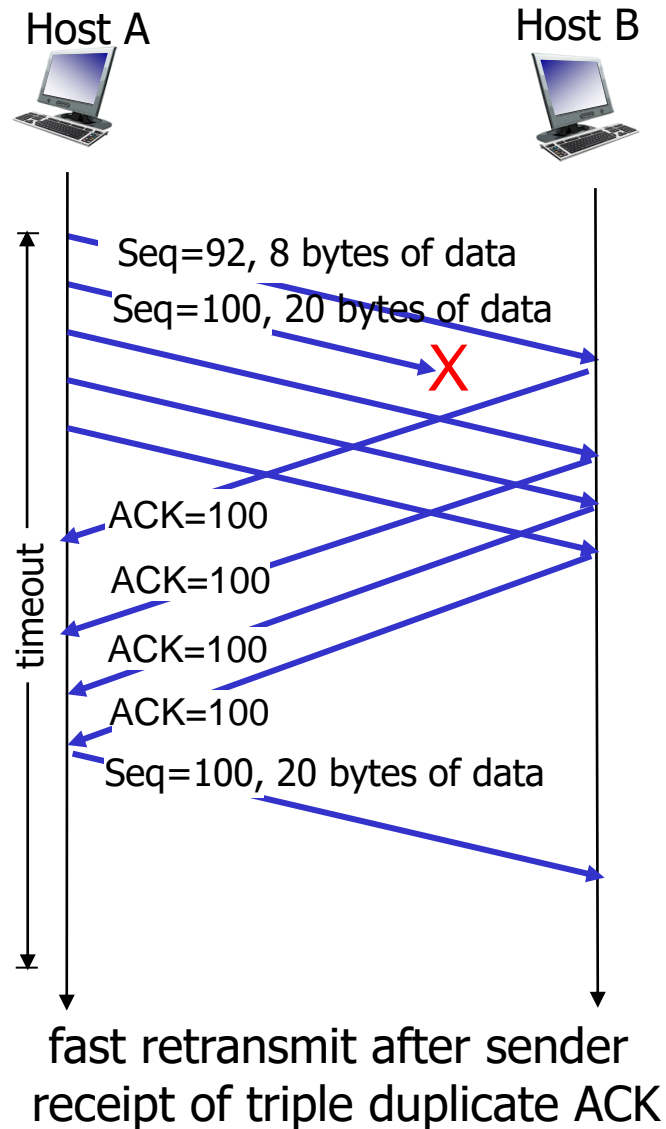 Host A
Host B
Seq=92, 8 bytes of data
Seq=100, 20 bytes of data
X
ACK=100
timeout
ACK=100
ACK=100
ACK=100
Seq=100, 20 bytes of data
fast retransmit after sender
receipt of triple duplicate ACK